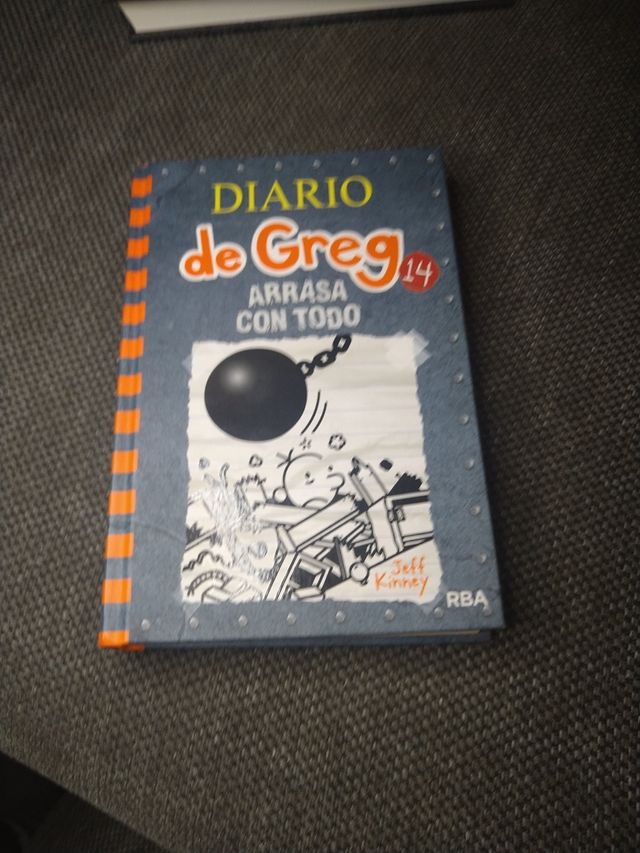 DIARIO
de Greg 14
ARRASA
CON TODO
Jeff
Kinney
RBA